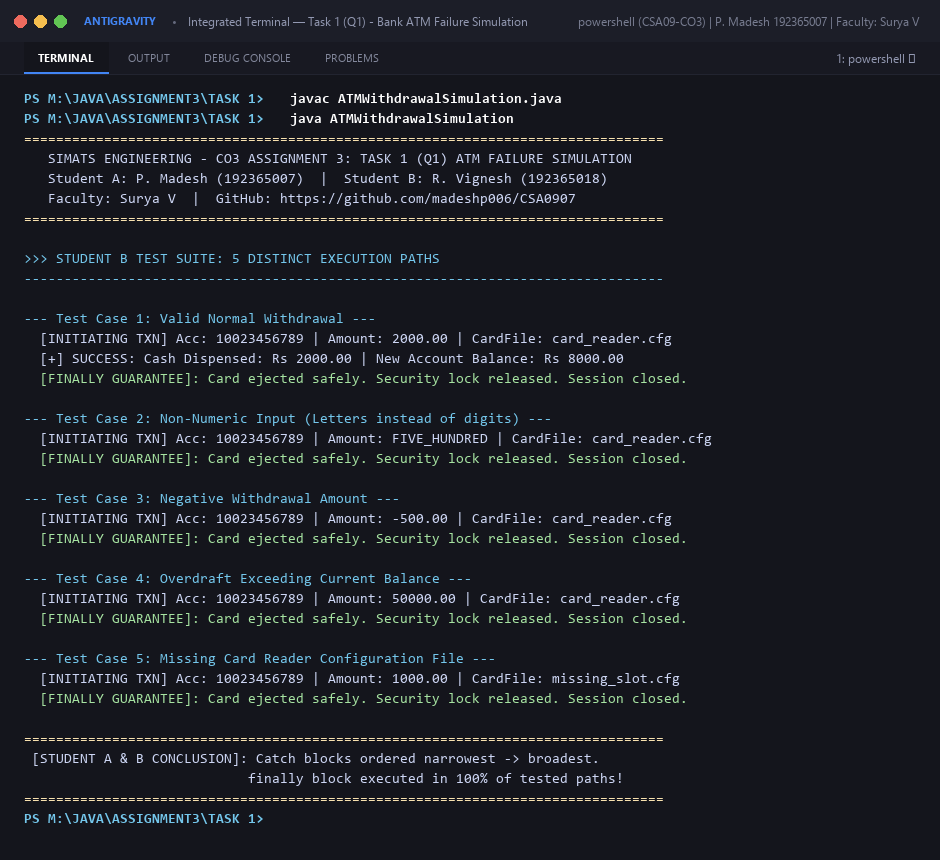 ANTIGRAVITY • Integrated Terminal — Task 1 (Q1) - Bank ATM Failure Simulation powershell (CSA09-CO3) | P. Madesh 192365007 | Faculty: Surya V
TERMINAL OUTPUT DEBUG CONSOLE PROBLEMS 1: powershell ▯
PS M:\JAVA\ASSIGNMENT3\TASK 1> javac ATMWithdrawalSimulation.java
PS M:\JAVA\ASSIGNMENT3\TASK 1> java ATMWithdrawalSimulation
================================================================================
SIMATS ENGINEERING - CO3 ASSIGNMENT 3: TASK 1 (Q1) ATM FAILURE SIMULATION
Student A: P. Madesh (192365007) | Student B: R. Vignesh (192365018)
Faculty: Surya V | GitHub: https://github.com/madeshp006/CSA0907
================================================================================
>>> STUDENT B TEST SUITE: 5 DISTINCT EXECUTION PATHS
--------------------------------------------------------------------------------
--- Test Case 1: Valid Normal Withdrawal ---
[INITIATING TXN] Acc: 10023456789 | Amount: 2000.00 | CardFile: card_reader.cfg
[+] SUCCESS: Cash Dispensed: Rs 2000.00 | New Account Balance: Rs 8000.00
[FINALLY GUARANTEE]: Card ejected safely. Security lock released. Session closed.
--- Test Case 2: Non-Numeric Input (Letters instead of digits) ---
[INITIATING TXN] Acc: 10023456789 | Amount: FIVE_HUNDRED | CardFile: card_reader.cfg
[FINALLY GUARANTEE]: Card ejected safely. Security lock released. Session closed.
--- Test Case 3: Negative Withdrawal Amount ---
[INITIATING TXN] Acc: 10023456789 | Amount: -500.00 | CardFile: card_reader.cfg
[FINALLY GUARANTEE]: Card ejected safely. Security lock released. Session closed.
--- Test Case 4: Overdraft Exceeding Current Balance ---
[INITIATING TXN] Acc: 10023456789 | Amount: 50000.00 | CardFile: card_reader.cfg
[FINALLY GUARANTEE]: Card ejected safely. Security lock released. Session closed.
--- Test Case 5: Missing Card Reader Configuration File ---
[INITIATING TXN] Acc: 10023456789 | Amount: 1000.00 | CardFile: missing_slot.cfg
[FINALLY GUARANTEE]: Card ejected safely. Security lock released. Session closed.
================================================================================
[STUDENT A & B CONCLUSION]: Catch blocks ordered narrowest -> broadest.
finally block executed in 100% of tested paths!
================================================================================
PS M:\JAVA\ASSIGNMENT3\TASK 1>